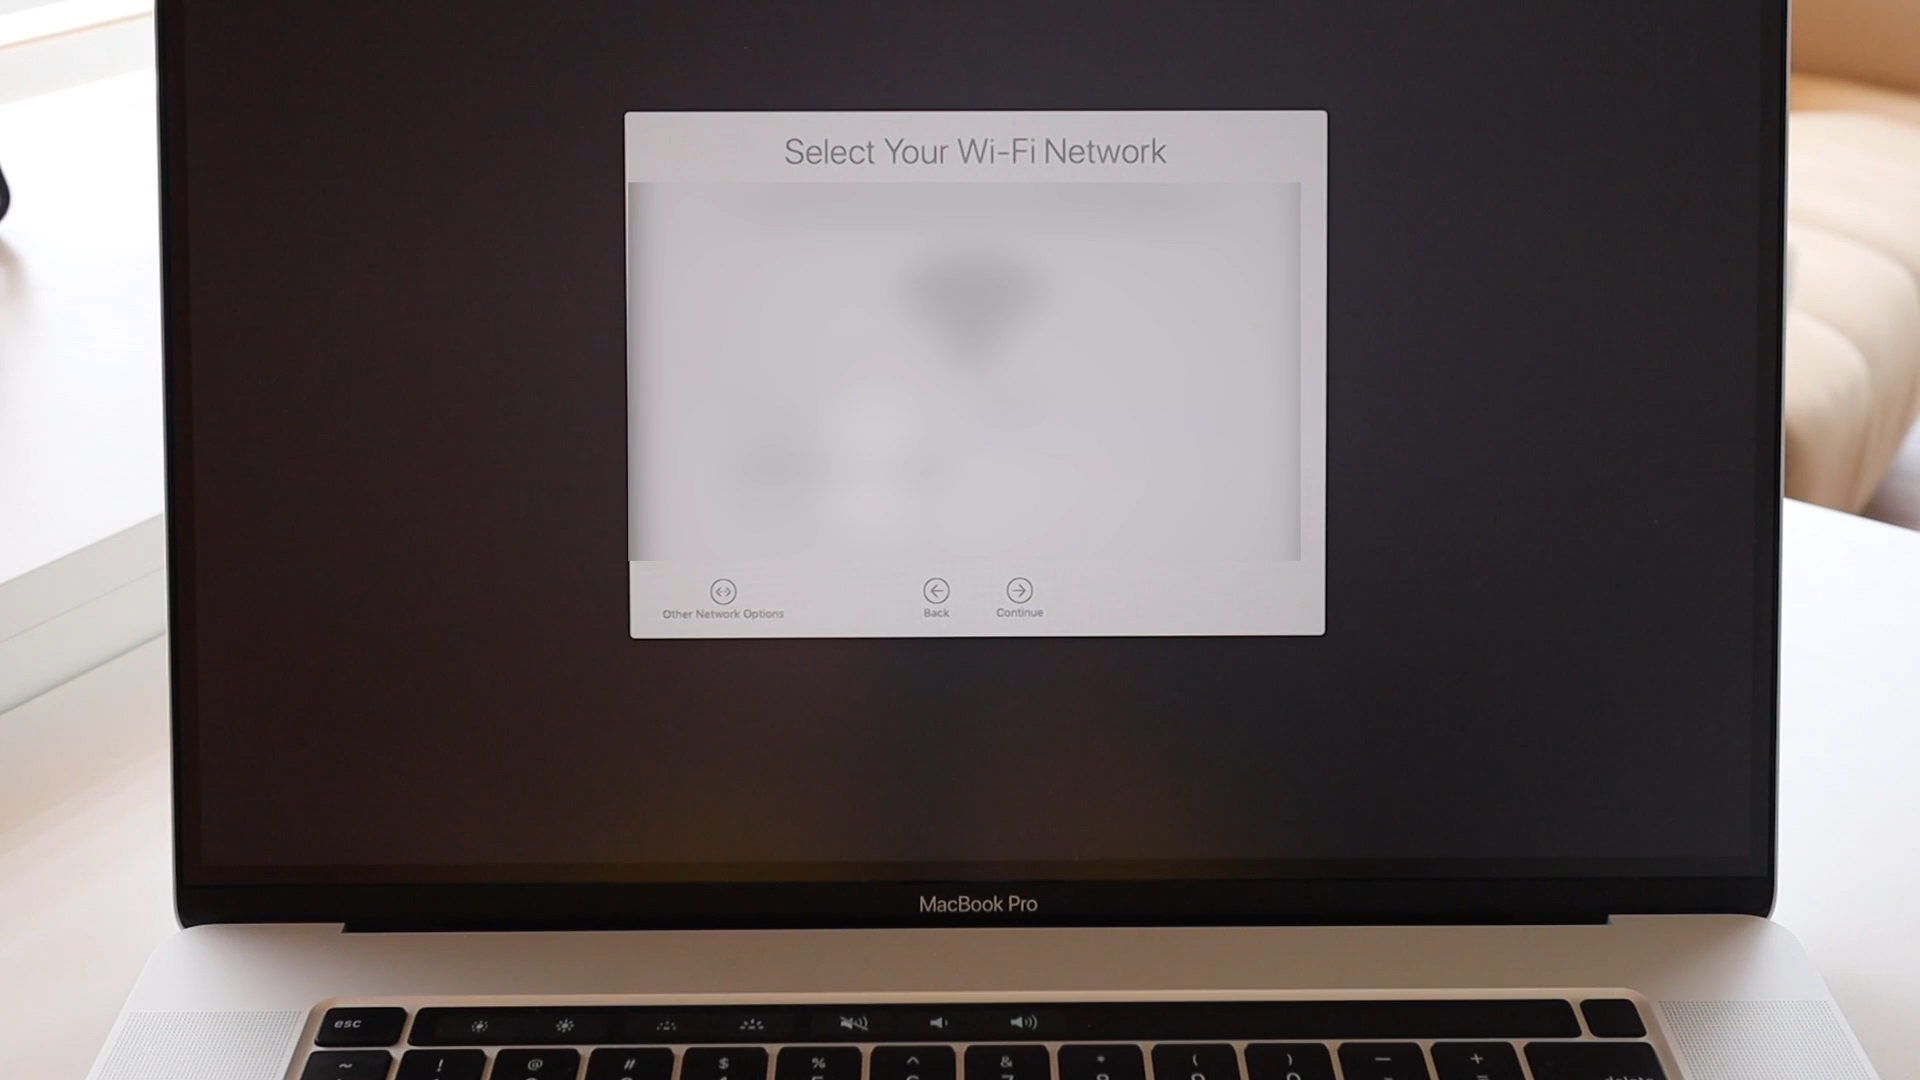 Select Your Wi-Fi Network
Other Network Options
Back
Continue
MacBook Pro
esc
~ ! @ # $ % ^ & * ( ) — +